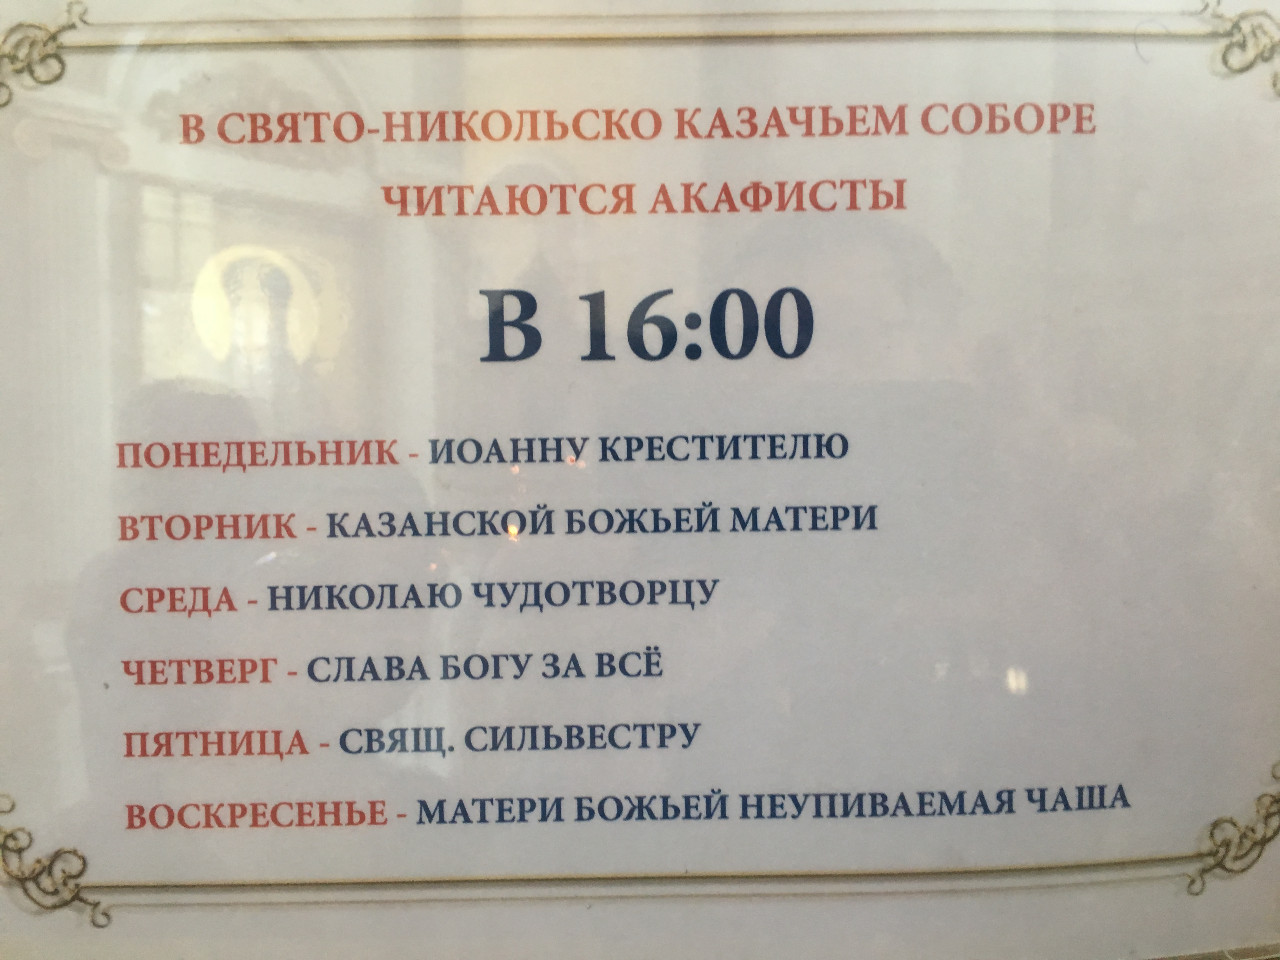 В СВЯТО-НИКОЛЬСКО КАЗАЧЬЕМ СОБОРЕ
ЧИТАЮТСЯ АКАФИСТЫ
В 16:00
ПОНЕДЕЛЬНИК - ИОАННУ КРЕСТИТЕЛЮ
ВТОРНИК - КАЗАНСКОЙ БОЖЬЕЙ МАТЕРИ
СРЕДА - НИКОЛАЮ ЧУДОТВОРЦУ
ЧЕТВЕРГ - СЛАВА БОГУ ЗА ВСЁ
ПЯТНИЦА - СВЯЩ. СИЛЬВЕСТРУ
ВОСКРЕСЕНЬЕ - МАТЕРИ БОЖЬЕЙ НЕУПИВАЕМАЯ ЧАША